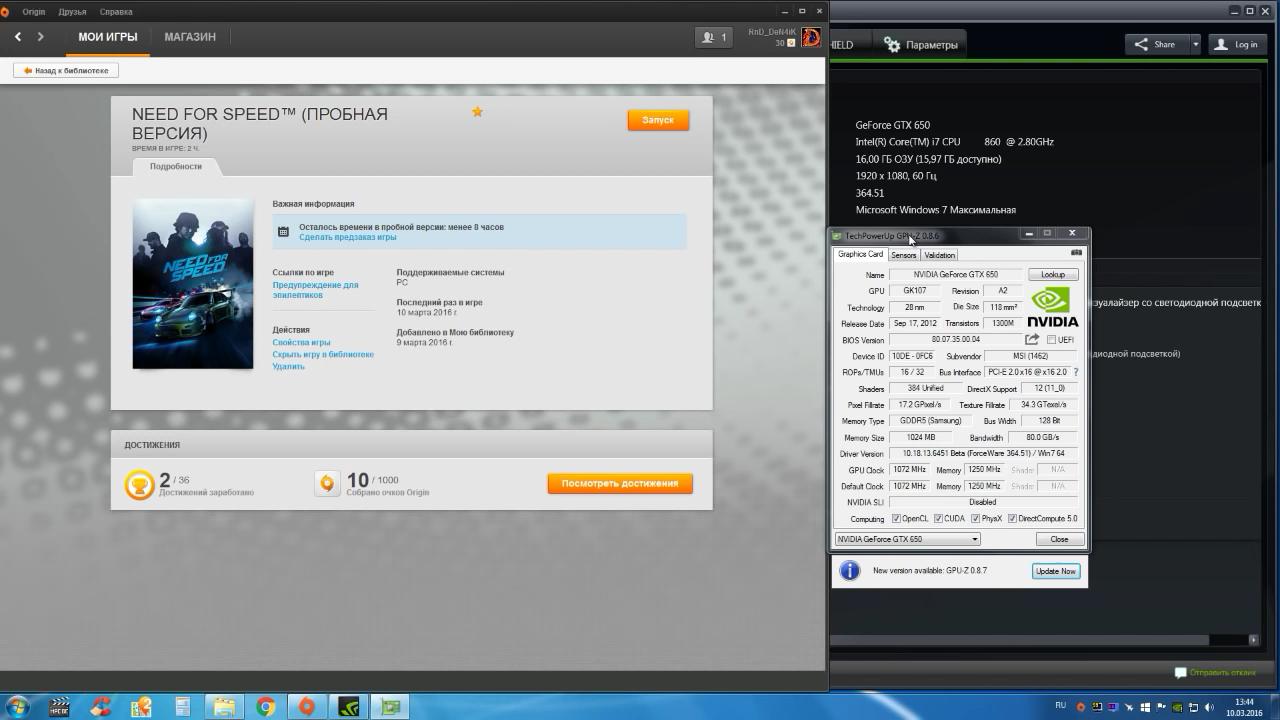 Origin Друзья Справка
МОИ ИГРЫ МАГАЗИН
1
RnD_DeN4iK
30
Назад к библиотеке
NEED FOR SPEED™ (ПРОБНАЯ
ВЕРСИЯ)
ВРЕМЯ В ИГРЕ: 2 Ч.
Запуск
Подробности
NEED FOR
SPEED
Важная информация
Осталось времени в пробной версии: менее 8 часов
Сделать предзаказ игры
Ссылки по игре
Предупреждение для
эпилептиков
Действия
Свойства игры
Скрыть игру в библиотеке
Удалить
Поддерживаемые системы
PC
Последний раз в игре
10 марта 2016 г.
Добавлено в Мою библиотеку
9 марта 2016 г.
ДОСТИЖЕНИЯ
2 / 36
Достижений заработано
10 / 1000
Собрано очков Origin
Посмотреть достижения
HIELD Параметры Share Log in
GeForce GTX 650
Intel(R) Core(TM) i7 CPU 860 @ 2.80GHz
16,00 ГБ ОЗУ (15,97 ГБ доступно)
1920 x 1080, 60 Гц
364.51
Microsoft Windows 7 Максимальная
зуалайзер со светодиодной подсветк
диодной подсветкой)
Отправить отклик
TechPowerUp GPU-Z 0.8.6
Graphics Card Sensors Validation
Name NVIDIA GeForce GTX 650 Lookup
GPU GK107 Revision A2
Technology 28 nm Die Size 118 mm²
Release Date Sep 17, 2012 Transistors 1300M
NVIDIA
BIOS Version 80.07.35.00.04 UEFI
Device ID 10DE - 0FC6 Subvendor MSI (1462)
ROPs/TMUs 16 / 32 Bus Interface PCI-E 2.0 x16 @ x16 2.0 ?
Shaders 384 Unified DirectX Support 12 (11_0)
Pixel Fillrate 17.2 GPixel/s Texture Fillrate 34.3 GTexel/s
Memory Type GDDR5 (Samsung) Bus Width 128 Bit
Memory Size 1024 MB Bandwidth 80.0 GB/s
Driver Version 10.18.13.6451 Beta (ForceWare 364.51) / Win7 64
GPU Clock 1072 MHz Memory 1250 MHz Shader N/A
Default Clock 1072 MHz Memory 1250 MHz Shader N/A
NVIDIA SLI Disabled
Computing OpenCL CUDA PhysX DirectCompute 5.0
NVIDIA GeForce GTX 650 Close
New version available: GPU-Z 0.8.7 Update Now
RU
13:44
10.03.2016